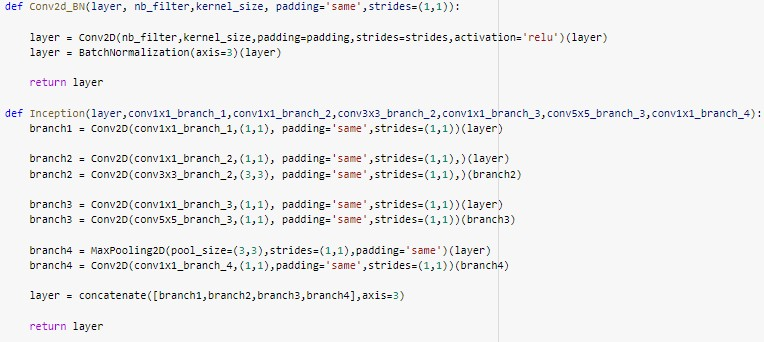 def Conv2d_BN(layer, nb_filter,kernel_size, padding='same',strides=(1,1)):
layer = Conv2D(nb_filter,kernel_size,padding=padding,strides=strides,activation='relu')(layer)
layer = BatchNormalization(axis=3)(layer)
return layer
def Inception(layer,conv1x1_branch_1,conv1x1_branch_2,conv3x3_branch_2,conv1x1_branch_3,conv5x5_branch_3,conv1x1_branch_4):
branch1 = Conv2D(conv1x1_branch_1,(1,1), padding='same',strides=(1,1))(layer)
branch2 = Conv2D(conv1x1_branch_2,(1,1), padding='same',strides=(1,1),)(layer)
branch2 = Conv2D(conv3x3_branch_2,(3,3), padding='same',strides=(1,1),)(branch2)
branch3 = Conv2D(conv1x1_branch_3,(1,1), padding='same',strides=(1,1))(layer)
branch3 = Conv2D(conv5x5_branch_3,(1,1), padding='same',strides=(1,1))(branch3)
branch4 = MaxPooling2D(pool_size=(3,3),strides=(1,1),padding='same')(layer)
branch4 = Conv2D(conv1x1_branch_4,(1,1),padding='same',strides=(1,1))(branch4)
layer = concatenate([branch1,branch2,branch3,branch4],axis=3)
return layer